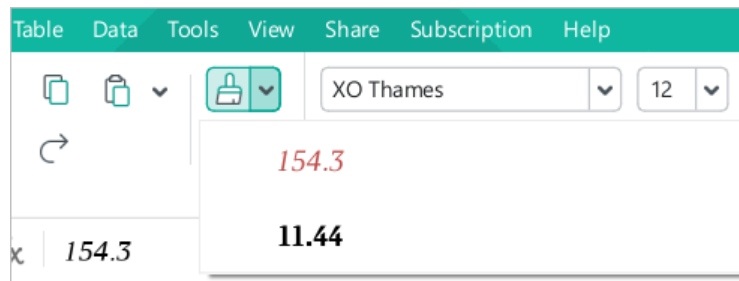 Table Data Tools View Share Subscription Help
XO Thames 12
154.3
11.44
154.3